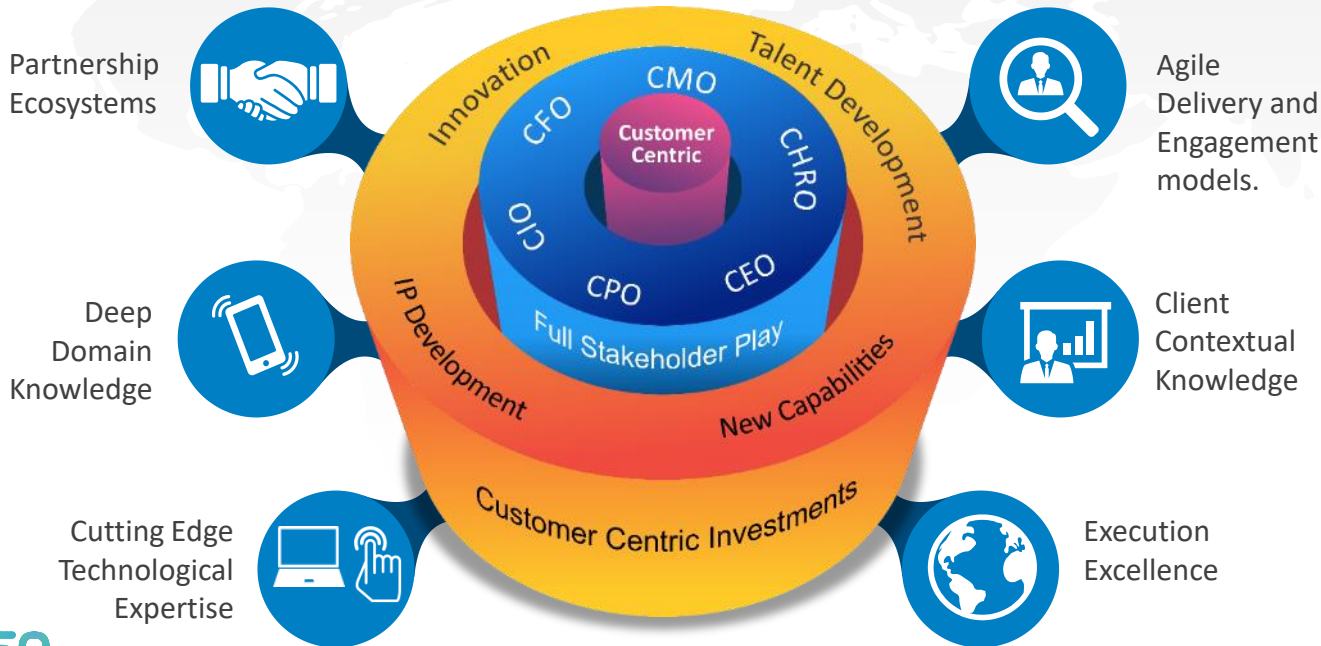 Partnership
Ecosystems
Deep
Domain
Knowledge
Cutting Edge
Technological
Expertise
Innovation
Talent Development
IP Development
New Capabilities
CMO
CFO
CHRO
CIO
CPO
CEO
Customer
Centric
Full Stakeholder Play
Customer Centric Investments
Agile
Delivery and
Engagement
models.
Client
Contextual
Knowledge
Execution
Excellence